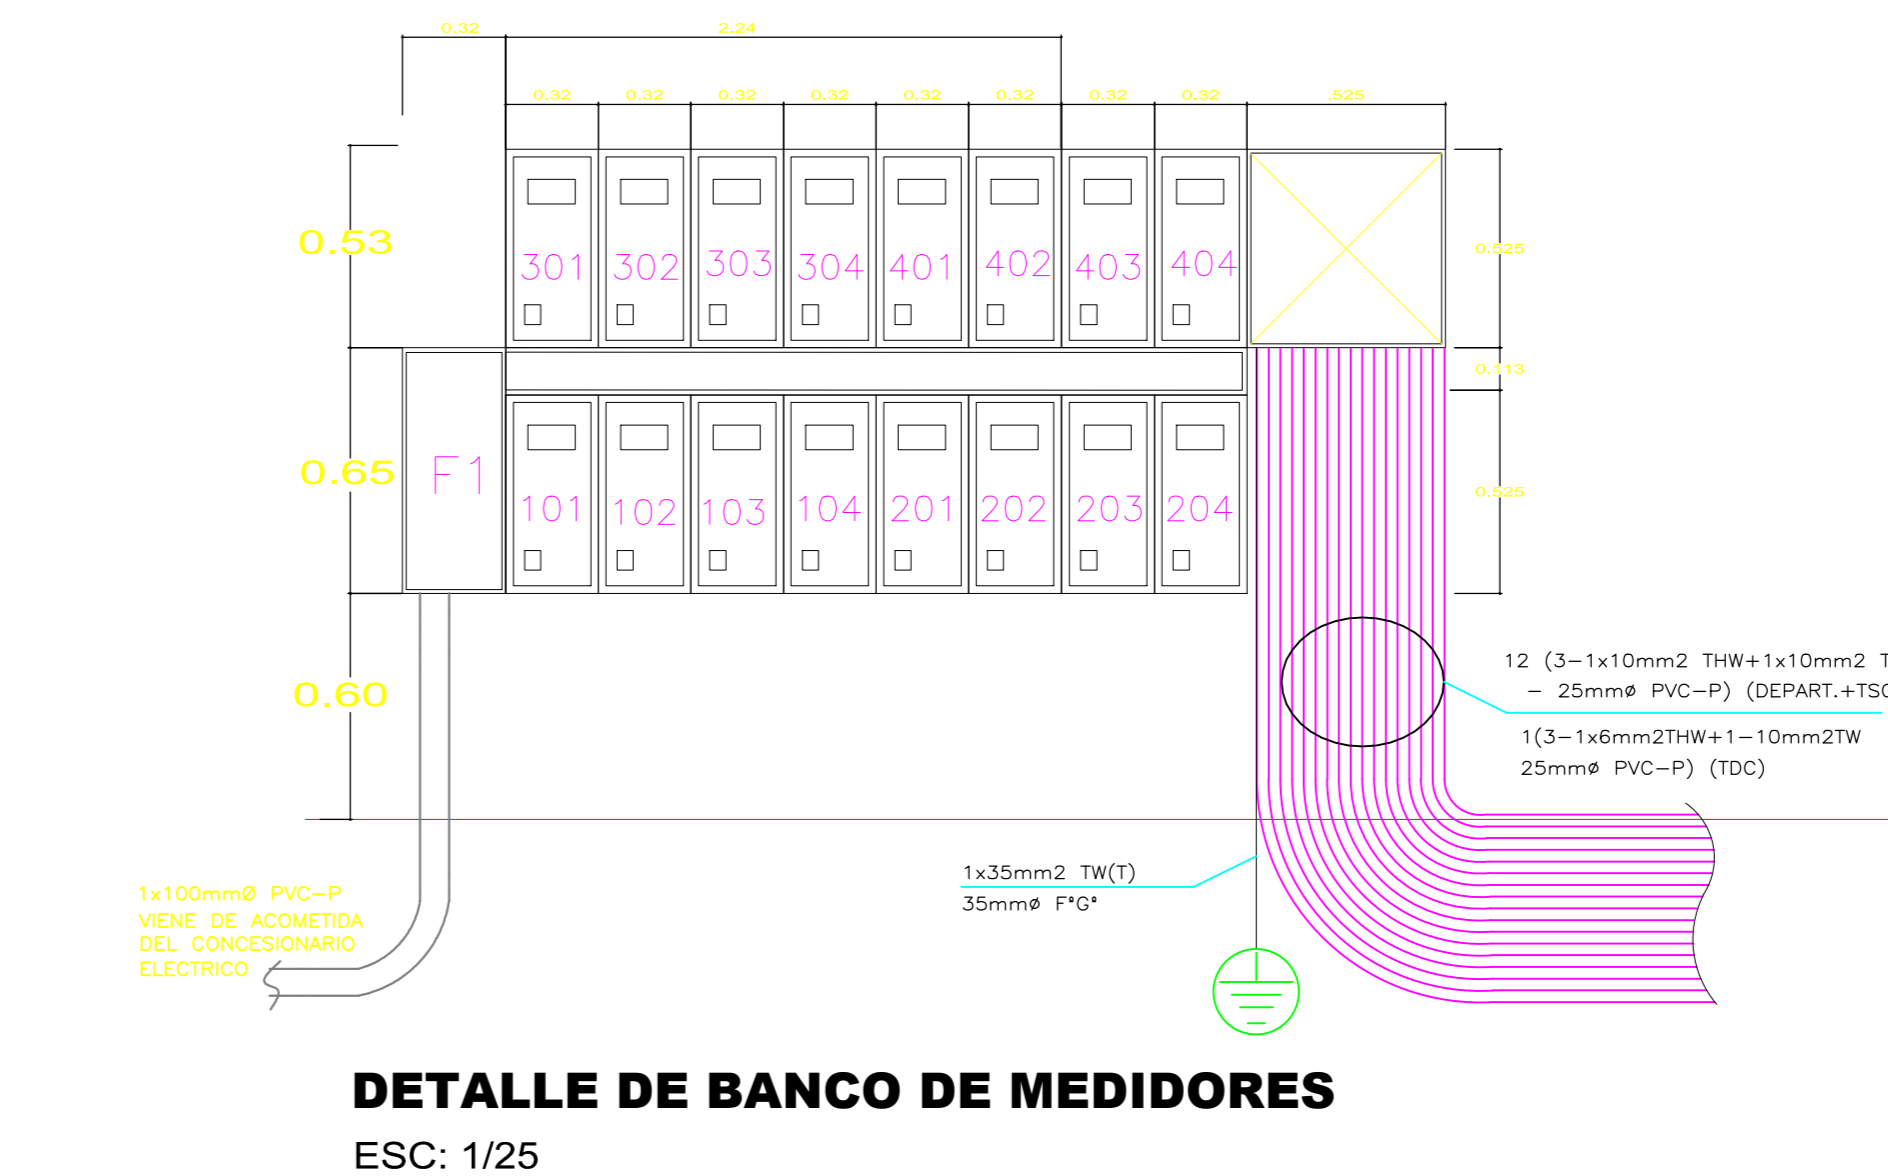 0.32 2.24
0.32 0.32 0.32 0.32 0.32 0.32 0.32 0.32 .525
0.53
301 302 303 304 401 402 403 404
0.525
0.113
0.65
F1
101 102 103 104 201 202 203 204
0.525
0.60
12 (3-1x10mm2 THW+1x10mm2 T
- 25mmø PVC-P) (DEPART.+TSG
1(3-1x6mm2THW+1-10mm2TW
25mmø PVC-P) (TDC)
1x35mm2 TW(T)
35mmø FºGº
1x100mmØ PVC-P
VIENE DE ACOMETIDA
DEL CONCESIONARIO
ELECTRICO
DETALLE DE BANCO DE MEDIDORES
ESC: 1/25